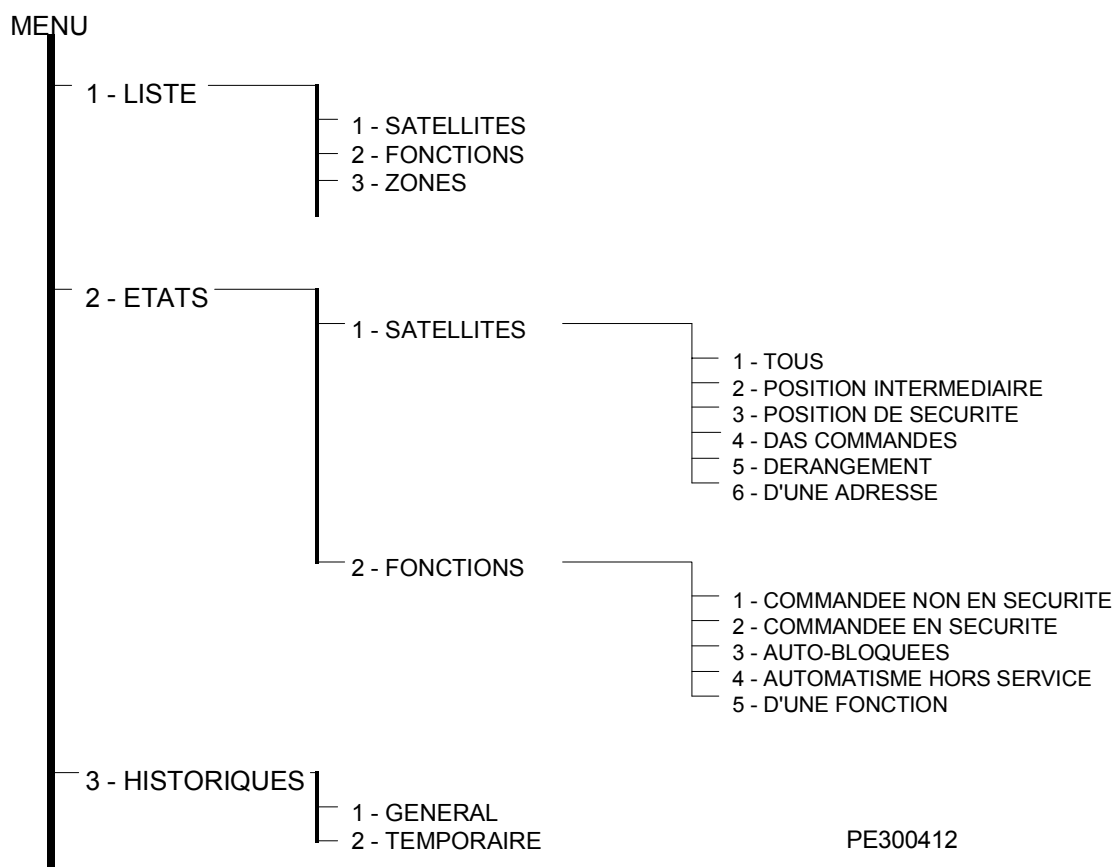 MENU
1 - LISTE
1 - SATELLITES
2 - FONCTIONS
3 - ZONES
2 - ETATS
1 - SATELLITES
1 - TOUS
2 - POSITION INTERMEDIAIRE
3 - POSITION DE SECURITE
4 - DAS COMMANDES
5 - DERANGEMENT
6 - D'UNE ADRESSE
2 - FONCTIONS
1 - COMMANDEE NON EN SECURITE
2 - COMMANDEE EN SECURITE
3 - AUTO-BLOQUEES
4 - AUTOMATISME HORS SERVICE
5 - D'UNE FONCTION
3 - HISTORIQUES
1 - GENERAL
2 - TEMPORAIRE
PE300412